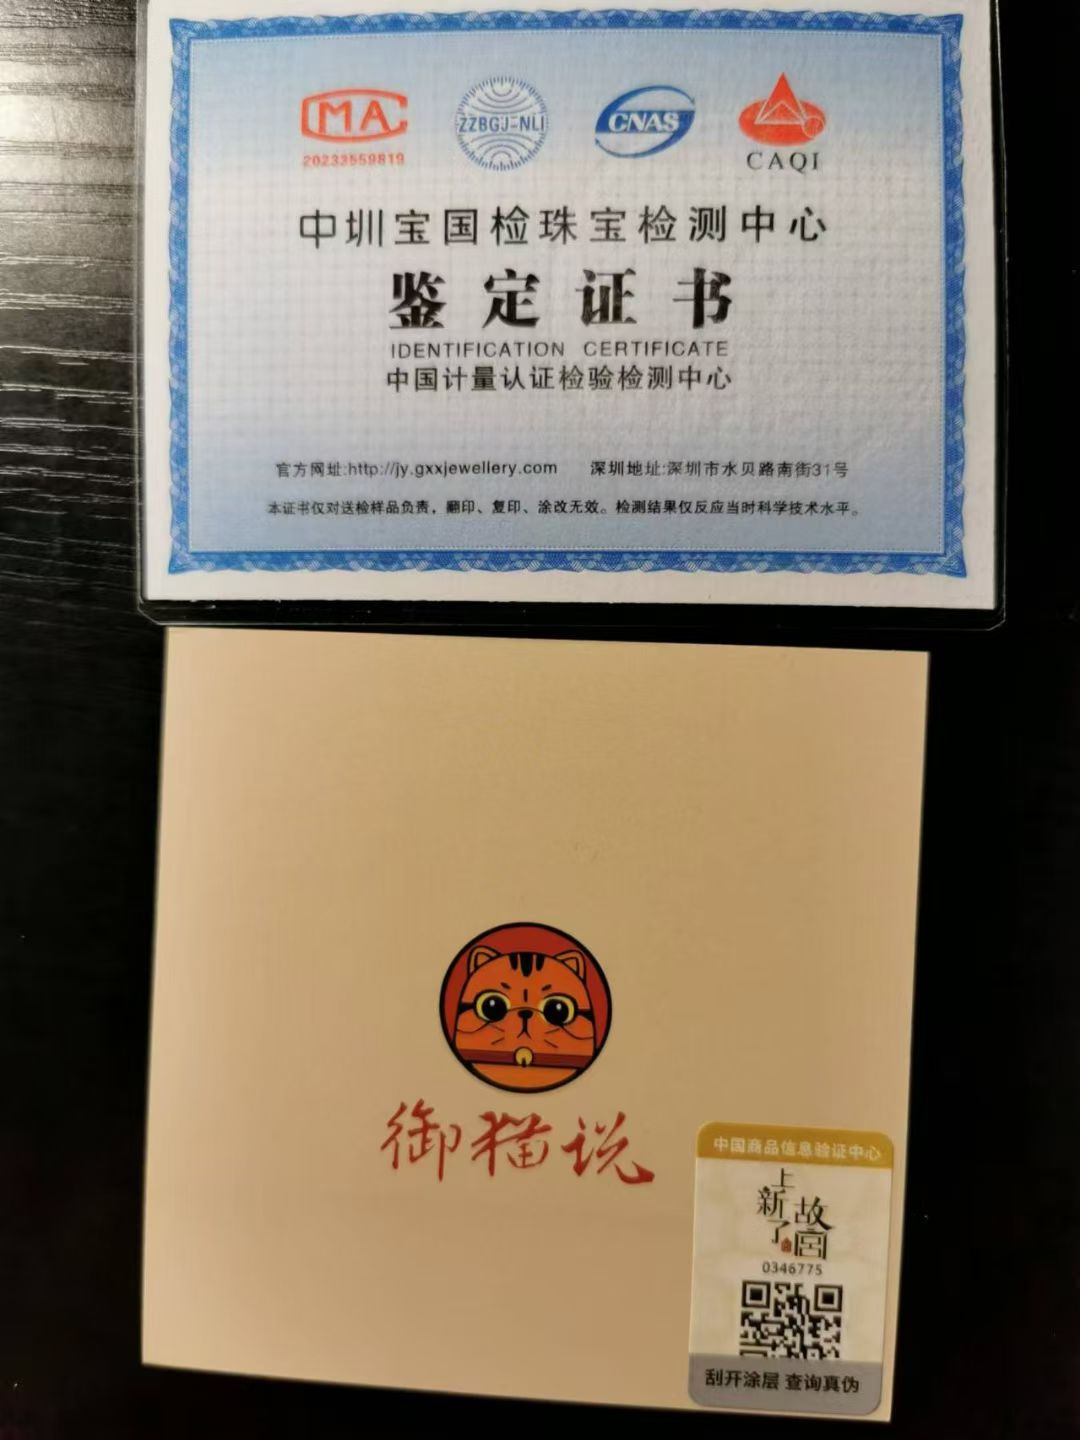 MA
20233559819
ZZBGJ-NLI
CNAS
CAQI
中圳宝国检珠宝检测中心
鉴定证书
IDENTIFICATION CERTIFICATE
中国计量认证检验检测中心
官方网址:http://jy.gxxjewellery.com 深圳地址:深圳市水贝路南街31号
本证书仅对送检样品负责，翻印、复印、涂改无效。检测结果仅反应当时科学技术水平。
御猫说
中国商品信息验证中心
上新了
故宫
0346775
刮开涂层 查询真伪